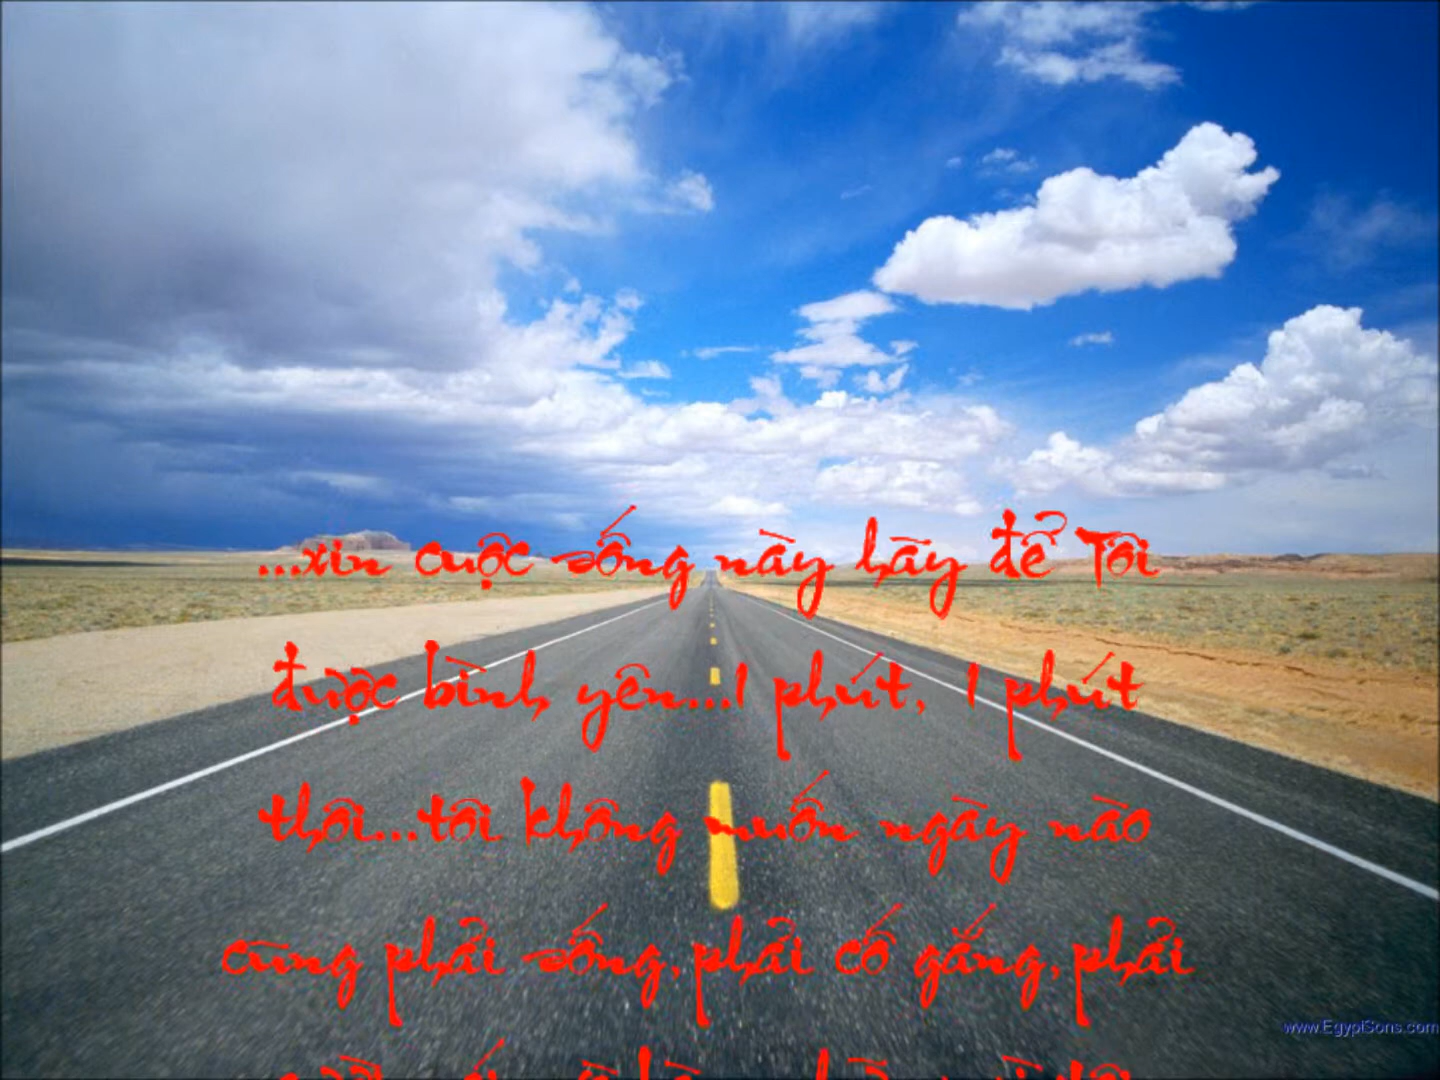 ...xin cuộc sống này hãy để Tôi
được bình yên...1 phút, 1 phút
thôi...tôi không muốn ngày nào
cũng phải sống,phải cố gắng,phải
www.EgyptSons.com